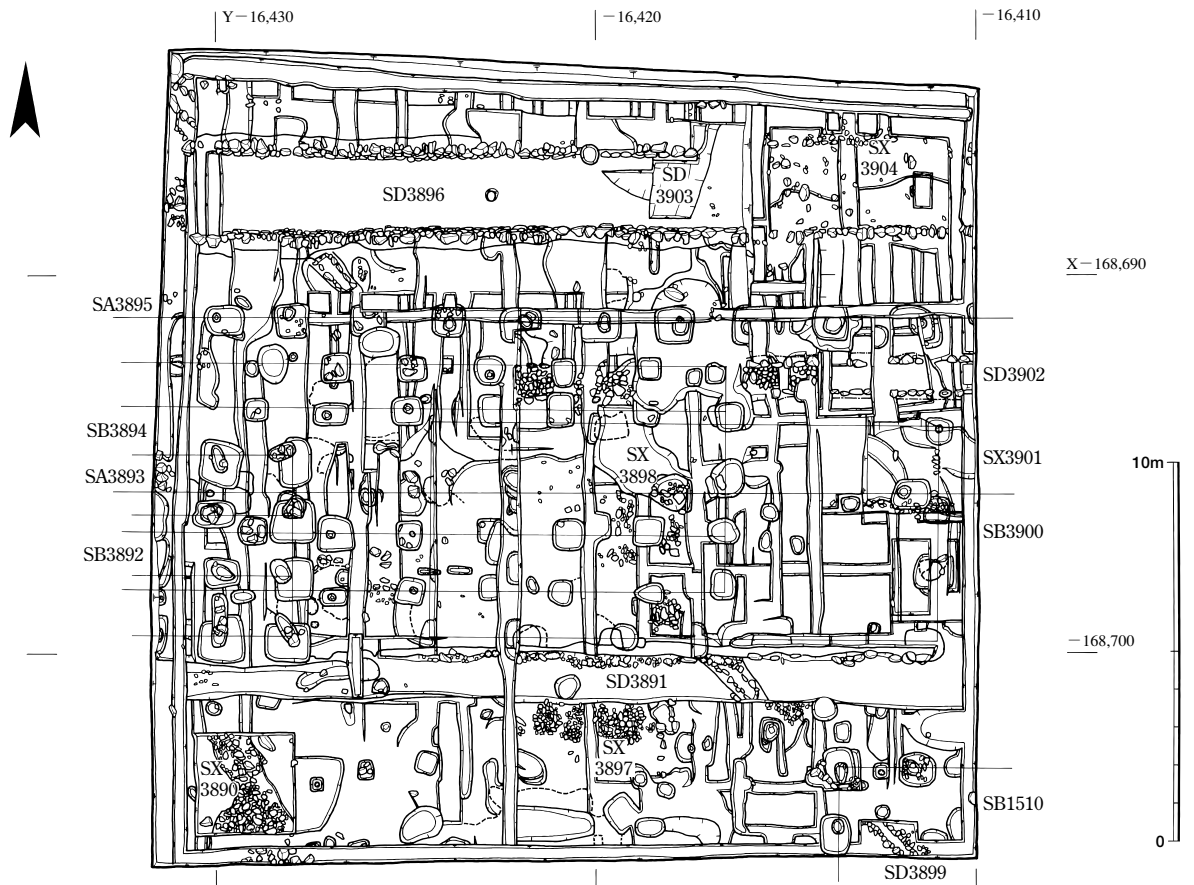 Y－16,430
－16,420
－16,410
SX
3904
SD
3903
SD3896
X－168,690
SA3895
SD3902
SB3894
SX
3898
SX3901
10m
SA3893
SB3900
SB3892
－168,700
SD3891
SX
3897
SX
3890
SB1510
0
SD3899